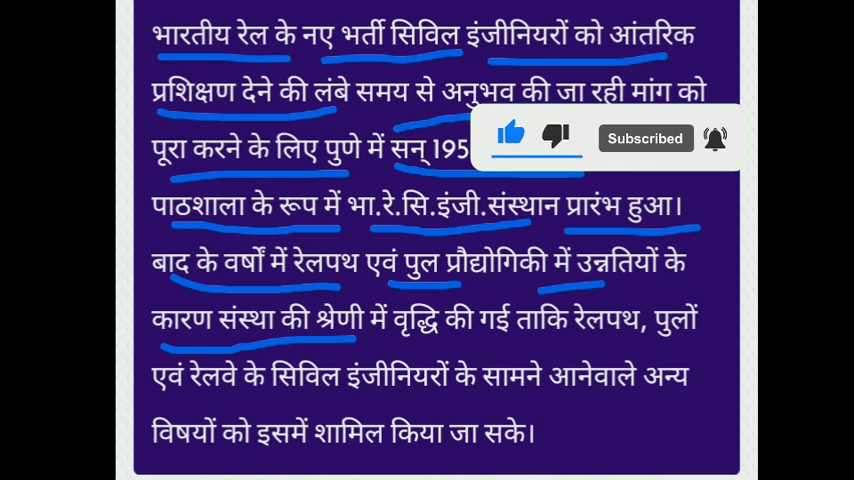 भारतीय रेल के नए भर्ती सिविल इंजीनियरों को आंतरिक
प्रशिक्षण देने की लंबे समय से अनुभव की जा रही मांग को
पूरा करने के लिए पुणे में सन् 195
Subscribed
पाठशाला के रूप में भा.रे.सि.इंजी.संस्थान प्रारंभ हुआ।
बाद के वर्षों में रेलपथ एवं पुल प्रौद्योगिकी में उन्नतियों के
कारण संस्था की श्रेणी में वृद्धि की गई ताकि रेलपथ, पुलों
एवं रेलवे के सिविल इंजीनियरों के सामने आनेवाले अन्य
विषयों को इसमें शामिल किया जा सके।